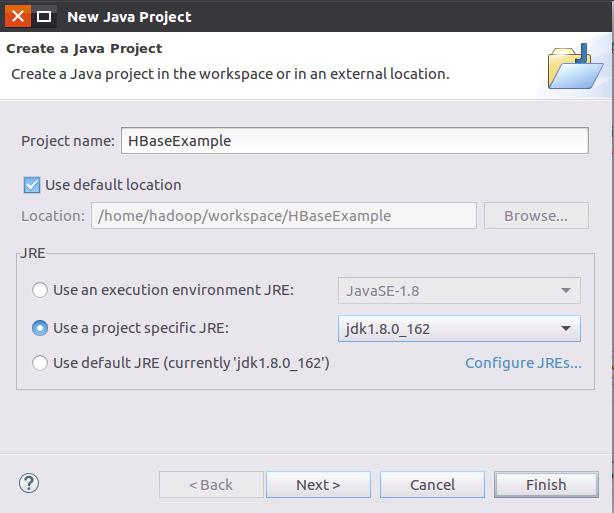 New Java Project
Create a Java Project
Create a Java project in the workspace or in an external location.
Project name: HBaseExample
Use default location
Location: /home/hadoop/workspace/HBaseExample Browse...
JRE
Use an execution environment JRE: JavaSE-1.8
Use a project specific JRE: jdk1.8.0_162
Use default JRE (currently 'jdk1.8.0_162') Configure JREs...
? < Back Next > Cancel Finish